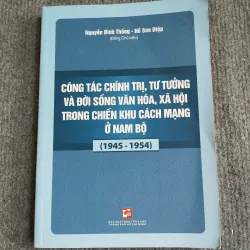 Nguyễn Đình Thống - Hồ Sơn Diệp
(Đồng Chủ biên)
CÔNG TÁC CHÍNH TRỊ, TƯ TƯỞNG
VÀ ĐỜI SỐNG VĂN HÓA, XÃ HỘI
TRONG CHIẾN KHU CÁCH MẠNG
Ở NAM BỘ
(1945 - 1954)